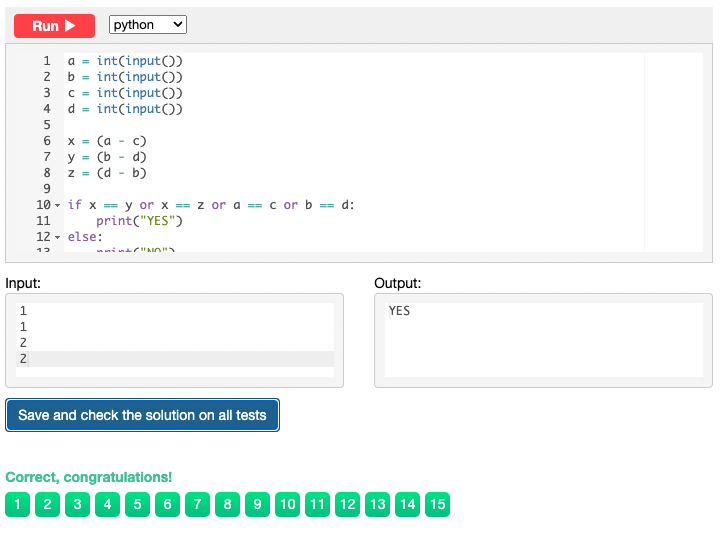 Run
python
1 a = int(input())
2 b = int(input())
3 c = int(input())
4 d = int(input())
5
6 x = (a - c)
7 y = (b - d)
8 z = (d - b)
9
10 if x == y or x == z or a == c or b == d:
11     print("YES")
12 else:
13     print("NO")
Input:
Output:
1
1
2
2
YES
Save and check the solution on all tests
Correct, congratulations!
1 2 3 4 5 6 7 8 9 10 11 12 13 14 15